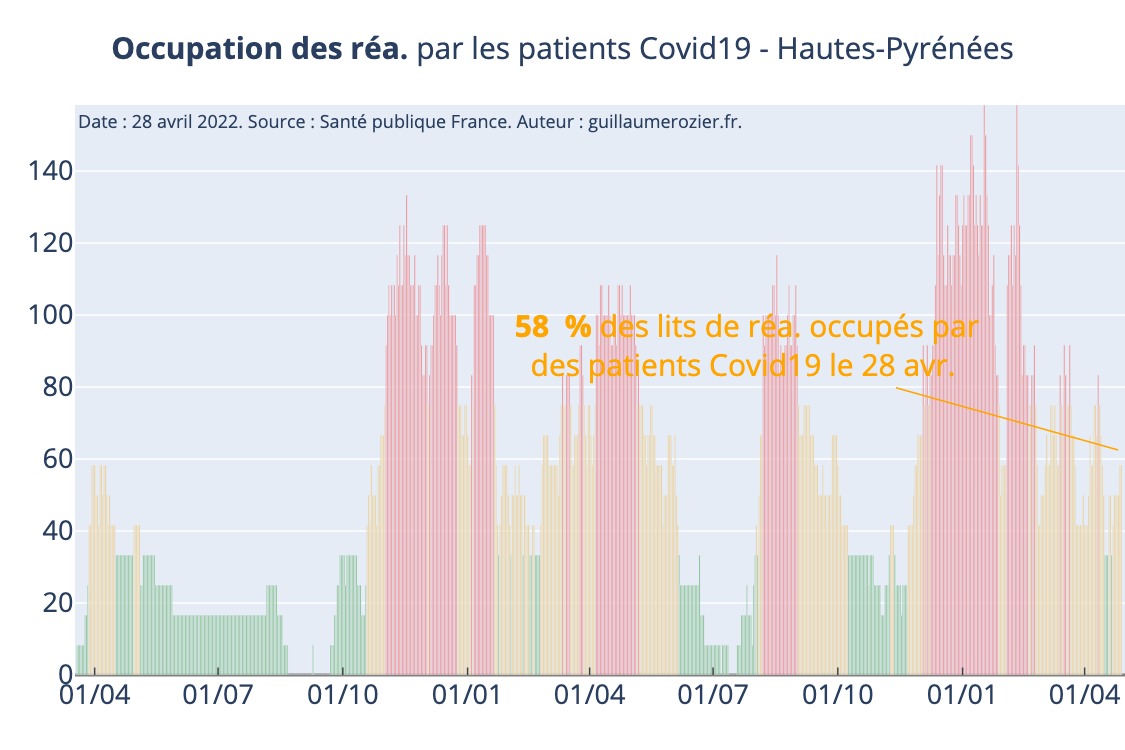 Occupation des réa. par les patients Covid19 - Hautes-Pyrénées
Date : 28 avril 2022. Source : Santé publique France. Auteur : guillaumerozier.fr.
140
120
100
80
60
40
20
0
58 % des lits de réa. occupés par
des patients Covid19 le 28 avr.
01/04 01/07 01/10 01/01 01/04 01/07 01/10 01/01 01/04